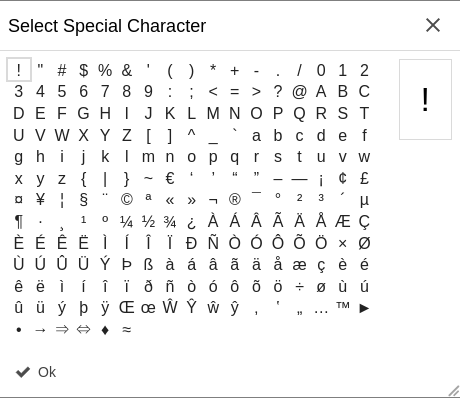 Select Special Character
! " # $ % & ' ( ) * + - . / 0 1 2
3 4 5 6 7 8 9 : ; < = > ? @ A B C
D E F G H I J K L M N O P Q R S T
U V W X Y Z [ ] ^ _ ` a b c d e f
g h i j k l m n o p q r s t u v w
x y z { | } ~ € ‘ ’ “ ” – — ¡ ¢ £
¤ ¥ ¦ § ¨ © ª « » ¬ ® ¯ ° ² ³ ´ µ
¶ · ¸ ¹ º ¼ ½ ¾ ¿ À Á Â Ã Ä Å Æ Ç
È É Ê Ë Ì Í Î Ï Ð Ñ Ò Ó Ô Õ Ö × Ø
Ù Ú Û Ü Ý Þ ß à á â ã ä å æ ç è é
ê ë ì í î ï ð ñ ò ó ô õ ö ÷ ø ù ú
û ü ý þ ÿ Œ œ Ŵ Ŷ ŵ ŷ ‚ ‛ „ … ™ ►
• → ⇒ ⇔ ♦ ≈
!
Ok